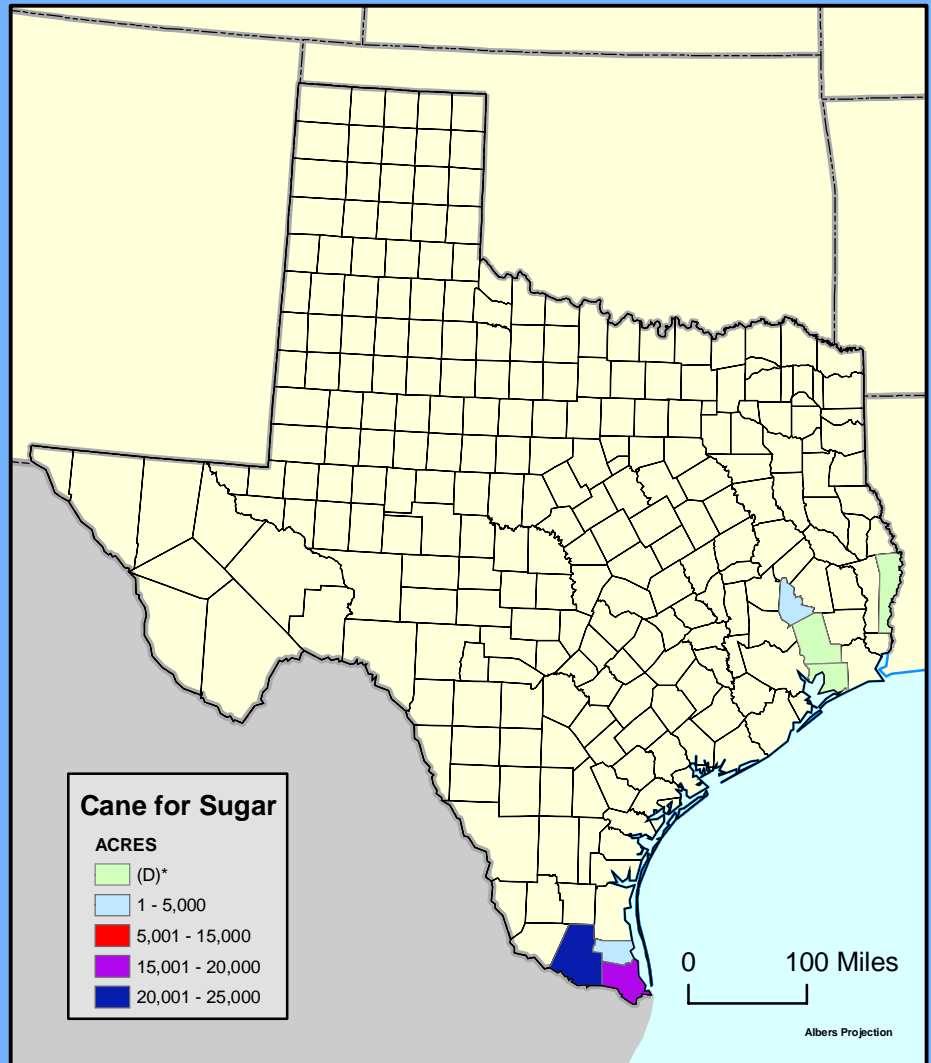 Cane for Sugar
ACRES
(D)*
1 - 5,000
5,001 - 15,000
15,001 - 20,000
20,001 - 25,000
0 100 Miles
Albers Projection